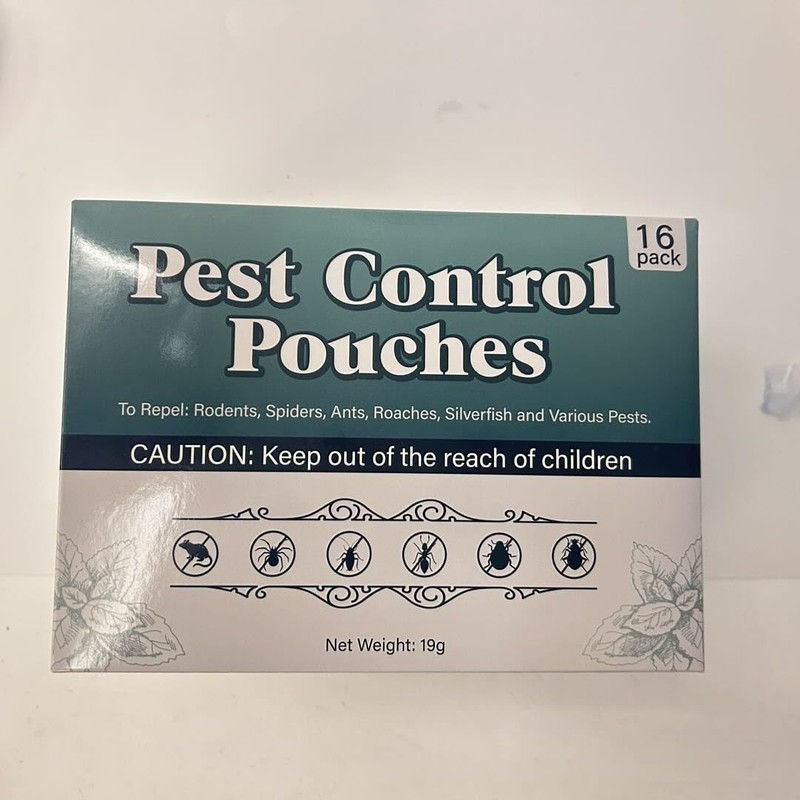 16
pack
Pest Control
Pouches
To Repel: Rodents, Spiders, Ants, Roaches, Silverfish and Various Pests.
CAUTION: Keep out of the reach of children
Net Weight: 19g